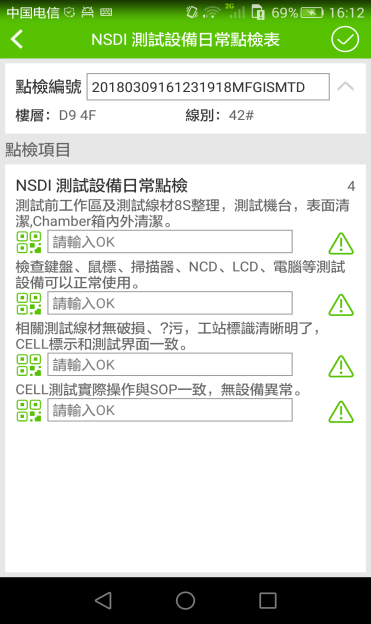 中国电信 2G 69% 16:12
NSDI 測試設備日常點檢表
點檢編號 20180309161231918MFGISMTD
樓層：D9 4F 線別：42#
點檢項目
NSDI 測試設備日常點檢 4
測試前工作區及測試線材8S整理，測試機台，表面清
潔,Chamber箱內外清潔。
請輸入OK
檢查鍵盤、鼠標、掃描器、NCD、LCD、電腦等測試
設備可以正常使用。
請輸入OK
相關測試線材無破損、?污，工站標識清晰明了，
CELL標示和測試界面一致。
請輸入OK
CELL測試實際操作與SOP一致，無設備異常。
請輸入OK